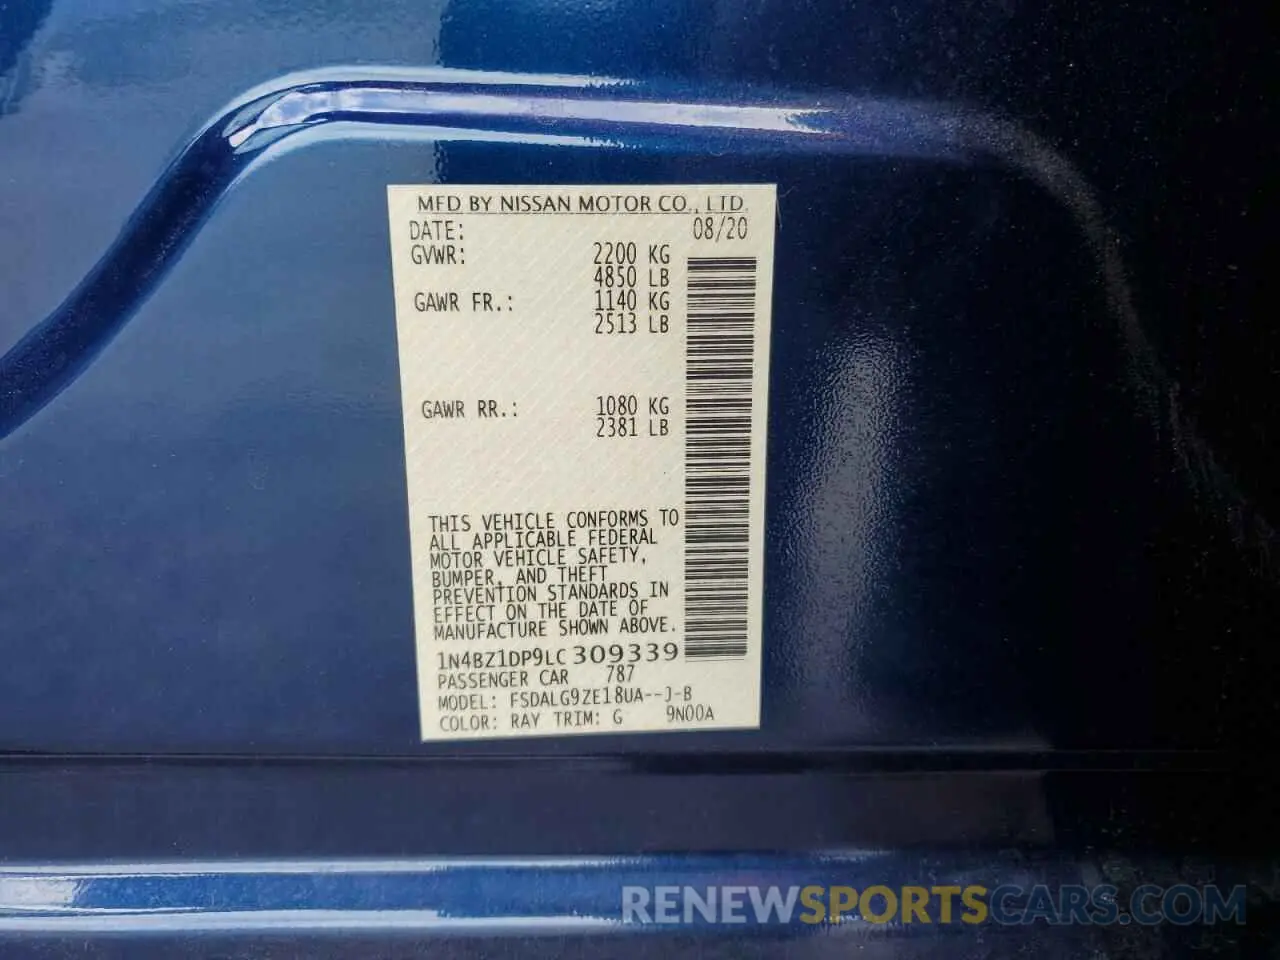 MFD BY NISSAN MOTOR CO., LTD.
DATE: 08/20
GVWR: 2200 KG
4850 LB
GAWR FR.: 1140 KG
2513 LB
GAWR RR.: 1080 KG
2381 LB
THIS VEHICLE CONFORMS TO
ALL APPLICABLE FEDERAL
MOTOR VEHICLE SAFETY,
BUMPER, AND THEFT
PREVENTION STANDARDS IN
EFFECT ON THE DATE OF
MANUFACTURE SHOWN ABOVE.
1N4BZ1DP9LC309339
PASSENGER CAR 787
MODEL: FSDALG9ZE18UA--J-B
COLOR: RAY TRIM: G 9N00A
RENEWSPORTSCARS.COM